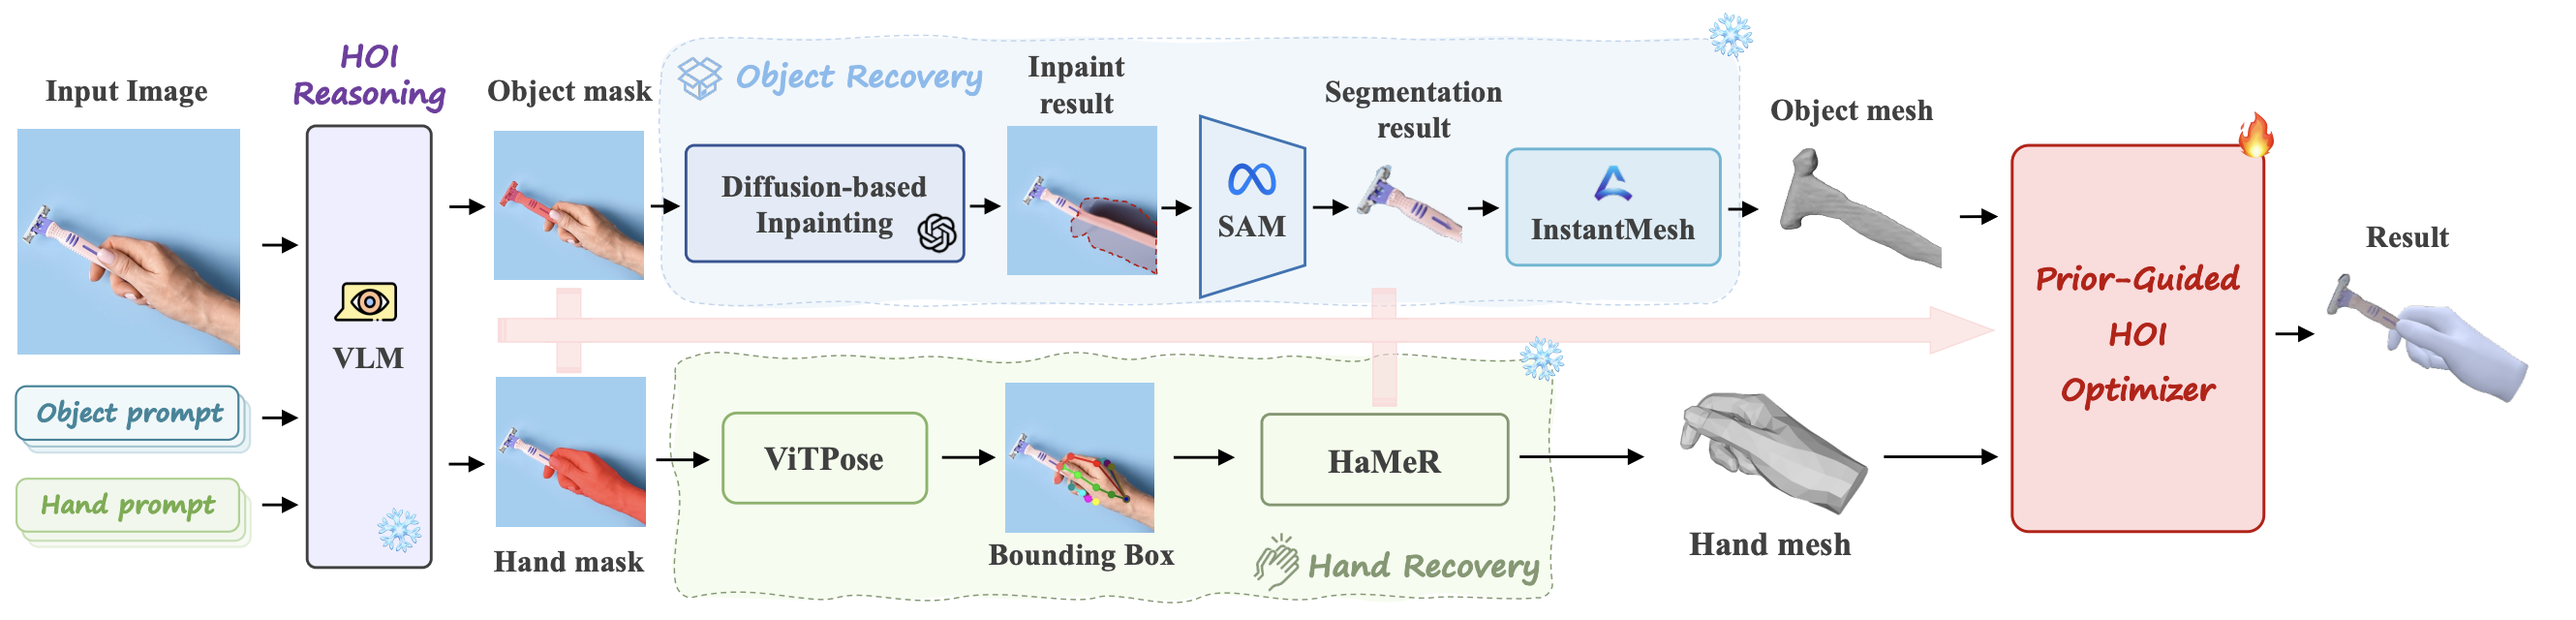 Input Image
Object prompt
Hand prompt
HOI
Reasoning
VLM
Object mask
Hand mask
Object Recovery
Diffusion-based
Inpainting
Inpaint
result
SAM
Segmentation
result
InstantMesh
Object mesh
ViTPose
Bounding Box
HaMeR
Hand Recovery
Hand mesh
Prior-Guided
HOI
Optimizer
Result